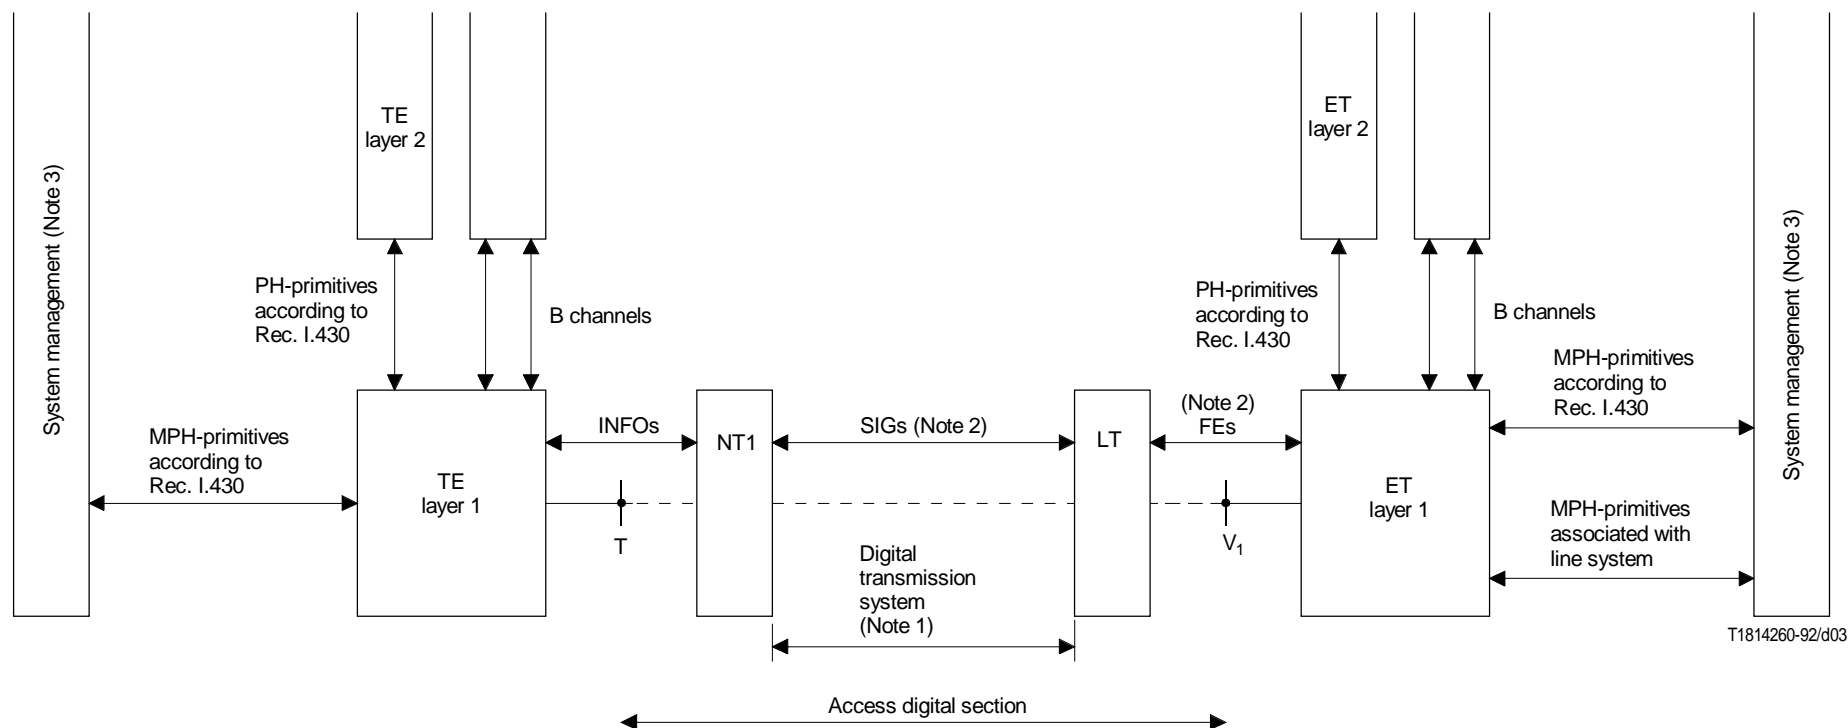 System management (Note 3)
TE
layer 2
PH-primitives
according to
Rec. I.430
B channels
MPH-primitives
according to
Rec. I.430
TE
layer 1
INFOs
T
NT1
SIGs (Note 2)
Digital
transmission
system
(Note 1)
LT
(Note 2)
FEs
V1
ET
layer 2
PH-primitives
according to
Rec. I.430
B channels
ET
layer 1
MPH-primitives
according to
Rec. I.430
MPH-primitives
associated with
line system
System management (Note 3)
T1814260-92/d03
Access digital section